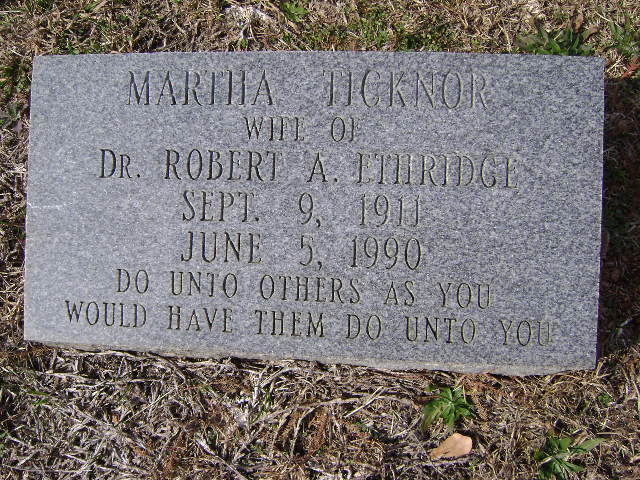 MARTHA TICKNOR
WIFE OF
DR. ROBERT A. ETHRIDGE
SEPT. 9, 1911
JUNE 5, 1990
DO UNTO OTHERS AS YOU
WOULD HAVE THEM DO UNTO YOU